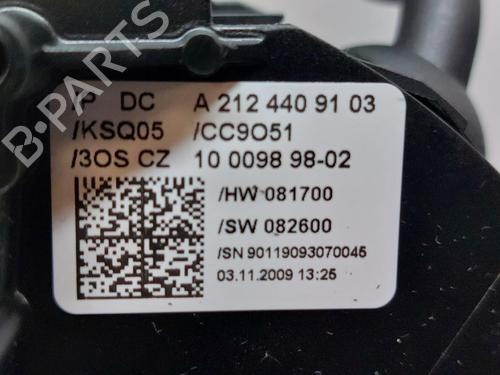 B-PARTS
P DC A 212 440 91 03
/KSQ05 /CC9O51
/3OS CZ 10 0098 98-02
/HW 081700
/SW 082600
/SN 90119093070045
03.11.2009 13:25